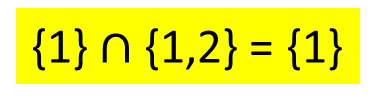 {1} ∩ {1,2} = {1}